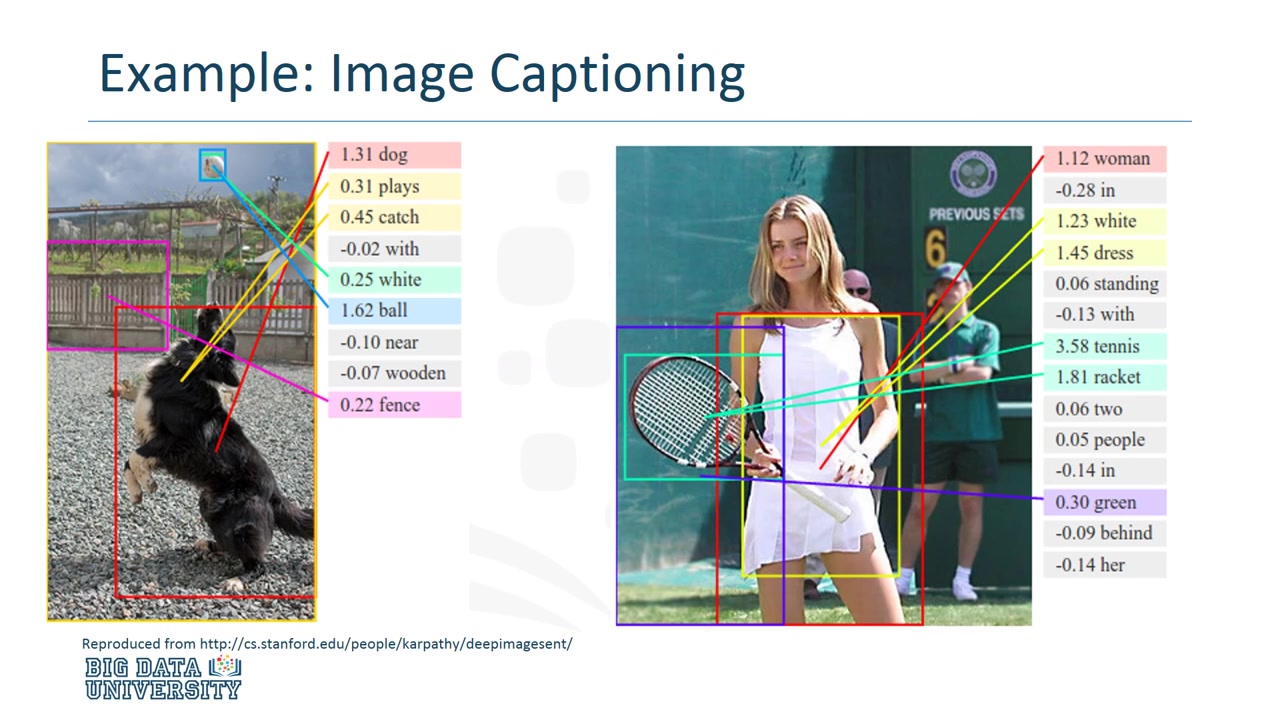 Example: Image Captioning
1.31 dog
0.31 plays
0.45 catch
-0.02 with
0.25 white
1.62 ball
-0.10 near
-0.07 wooden
0.22 fence
PREVIOUS SETS
6
1.12 woman
-0.28 in
1.23 white
1.45 dress
0.06 standing
-0.13 with
3.58 tennis
1.81 racket
0.06 two
0.05 people
-0.14 in
0.30 green
-0.09 behind
-0.14 her
Reproduced from http://cs.stanford.edu/people/karpathy/deepimagesent/
BIG DATA
UNIVERSITY